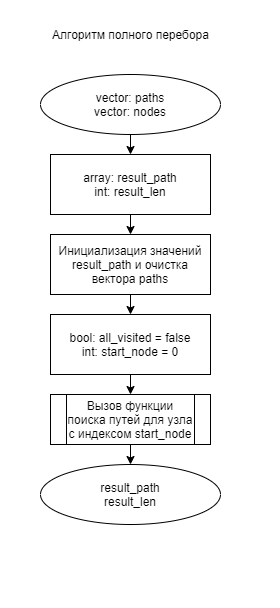 Алгоритм полного перебора
vector: paths
vector: nodes
array: result_path
int: result_len
Инициализация значений
result_path и очистка
вектора paths
bool: all_visited = false
int: start_node = 0
Вызов функции
поиска путей для узла
с индексом start_node
result_path
result_len